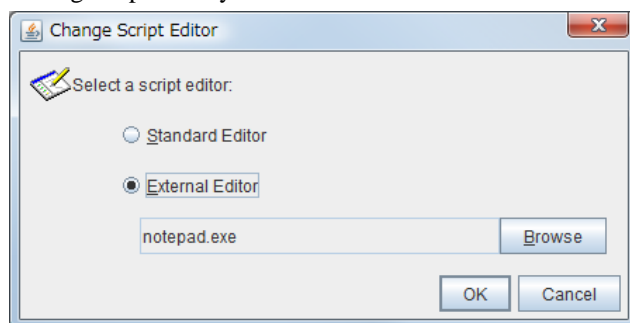 Change Script Editor
Select a script editor:
Standard Editor
External Editor
notepad.exe
Browse
OK Cancel